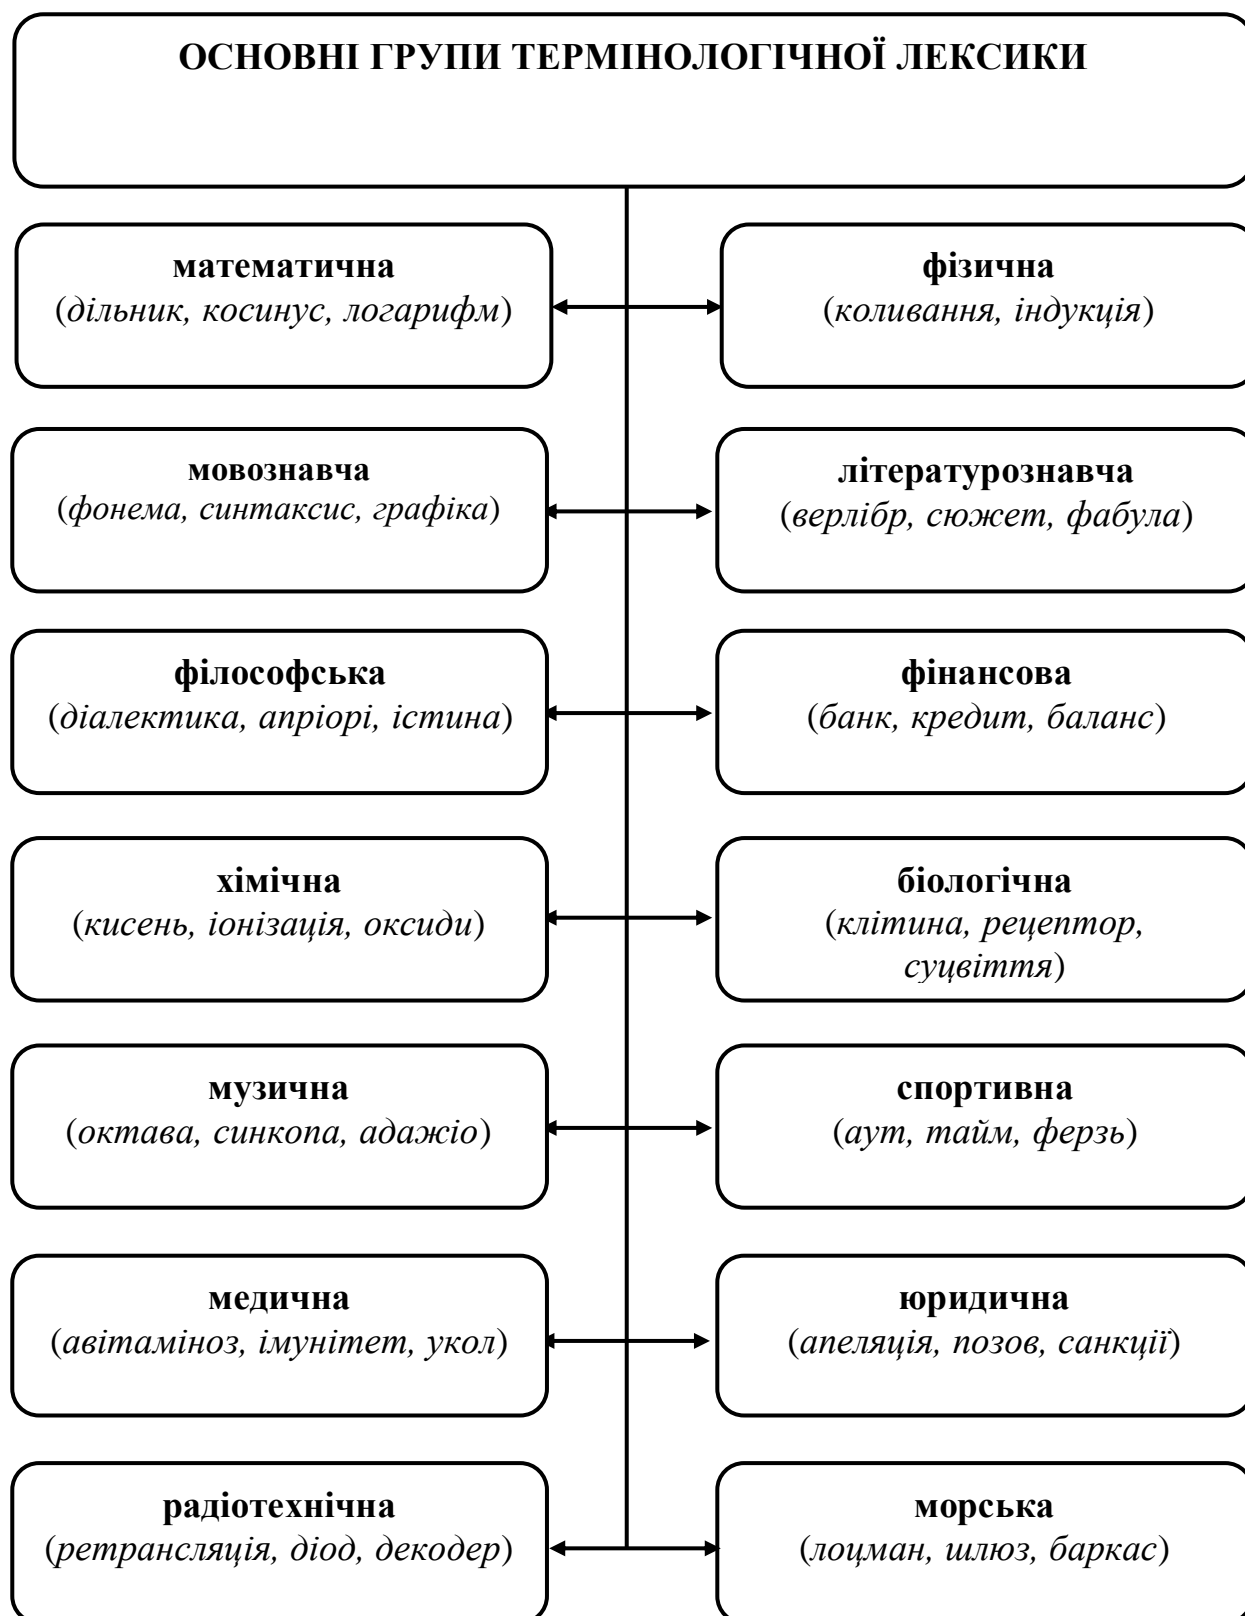 ОСНОВНІ ГРУПИ ТЕРМІНОЛОГІЧНОЇ ЛЕКСИКИ
математична
(дільник, косинус, логарифм)
фізична
(коливання, індукція)
мовознавча
(фонема, синтаксис, графіка)
літературознавча
(верлібр, сюжет, фабула)
філософська
(діалектика, апріорі, істина)
фінансова
(банк, кредит, баланс)
хімічна
(кисень, іонізація, оксиди)
біологічна
(клітина, рецептор,
суцвіття)
музична
(октава, синкопа, адажіо)
спортивна
(аут, тайм, ферзь)
медична
(авітаміноз, імунітет, укол)
юридична
(апеляція, позов, санкції)
радіотехнічна
(ретрансляція, діод, декодер)
морська
(лоцман, шлюз, баркас)